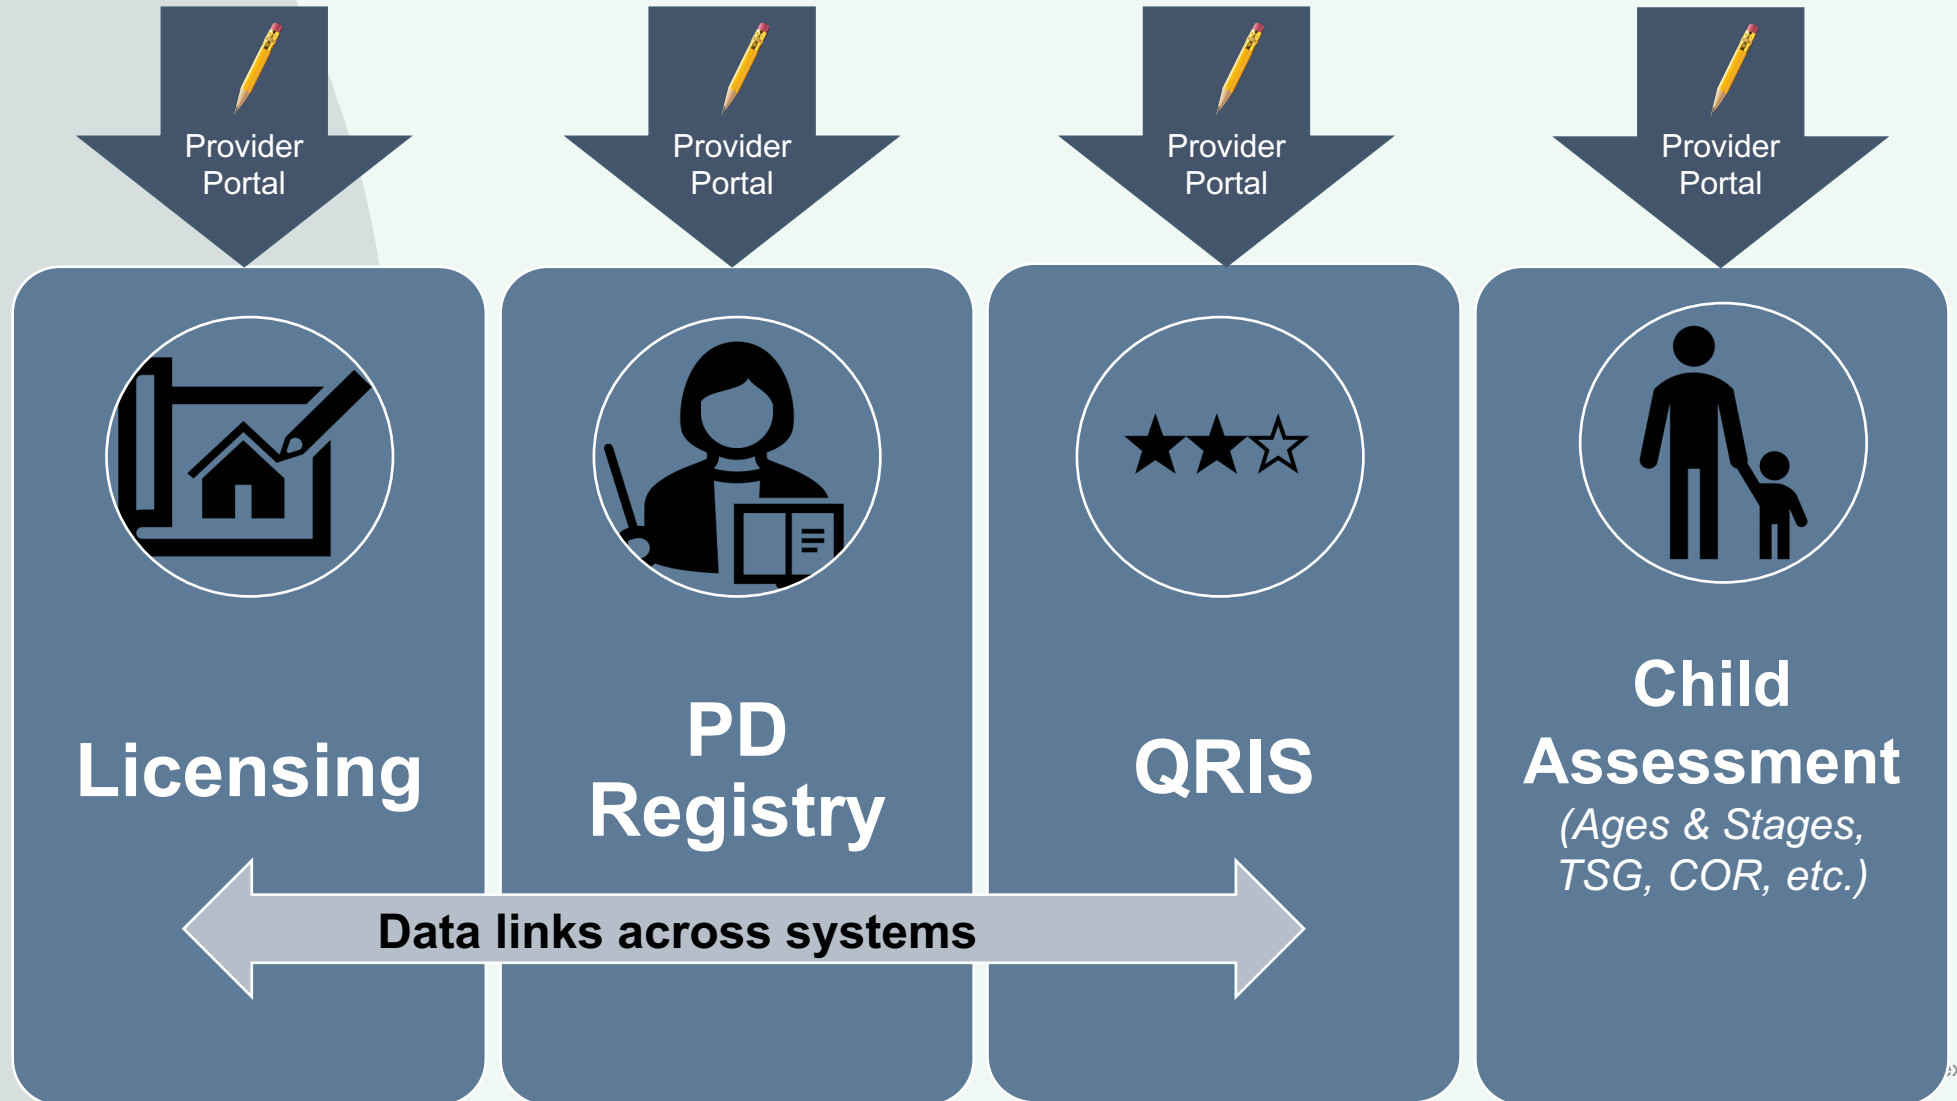 Provider
Portal
Provider
Portal
Provider
Portal
Provider
Portal
Licensing
PD
Registry
QRIS
Child
Assessment
(Ages & Stages,
TSG, COR, etc.)
Data links across systems